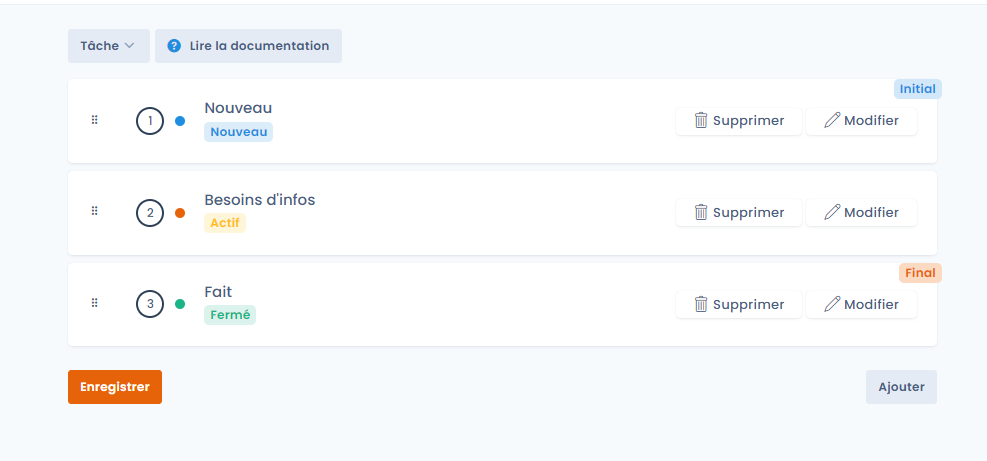 Tâche
Lire la documentation
Initial
1
Nouveau
Nouveau
Supprimer
Modifier
2
Besoins d'infos
Actif
Supprimer
Modifier
Final
3
Fait
Fermé
Supprimer
Modifier
Enregistrer
Ajouter